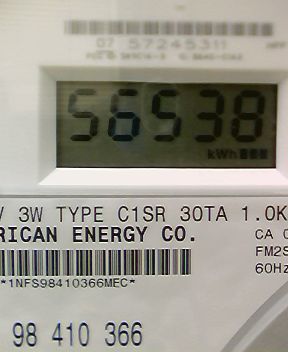 07 57245311
56538
kWh
V 3W TYPE C1SR 30TA 1.0K
RICAN ENERGY CO.
CA 0
FM2S
60Hz
*1NFS98410366MEC*
98 410 366